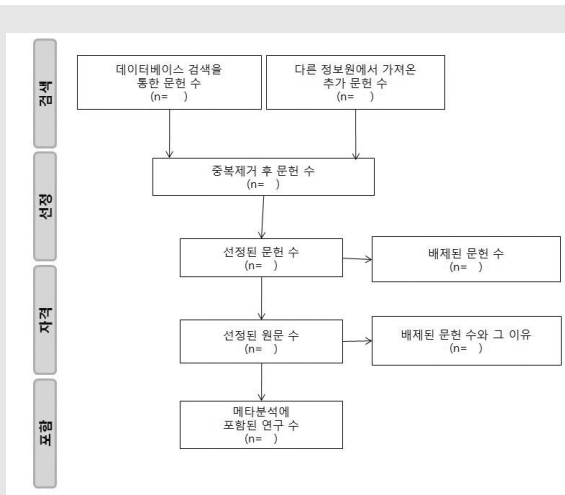 검색
데이터베이스 검색을
통한 문헌 수
(n= )
다른 정보원에서 가져온
추가 문헌 수
(n= )
중복제거 후 문헌 수
(n= )
선정
선정된 문헌 수
(n= )
배제된 문헌 수
(n= )
자격
선정된 원문 수
(n= )
배제된 문헌 수와 그 이유
(n= )
포함
메타분석에
포함된 연구 수
(n= )